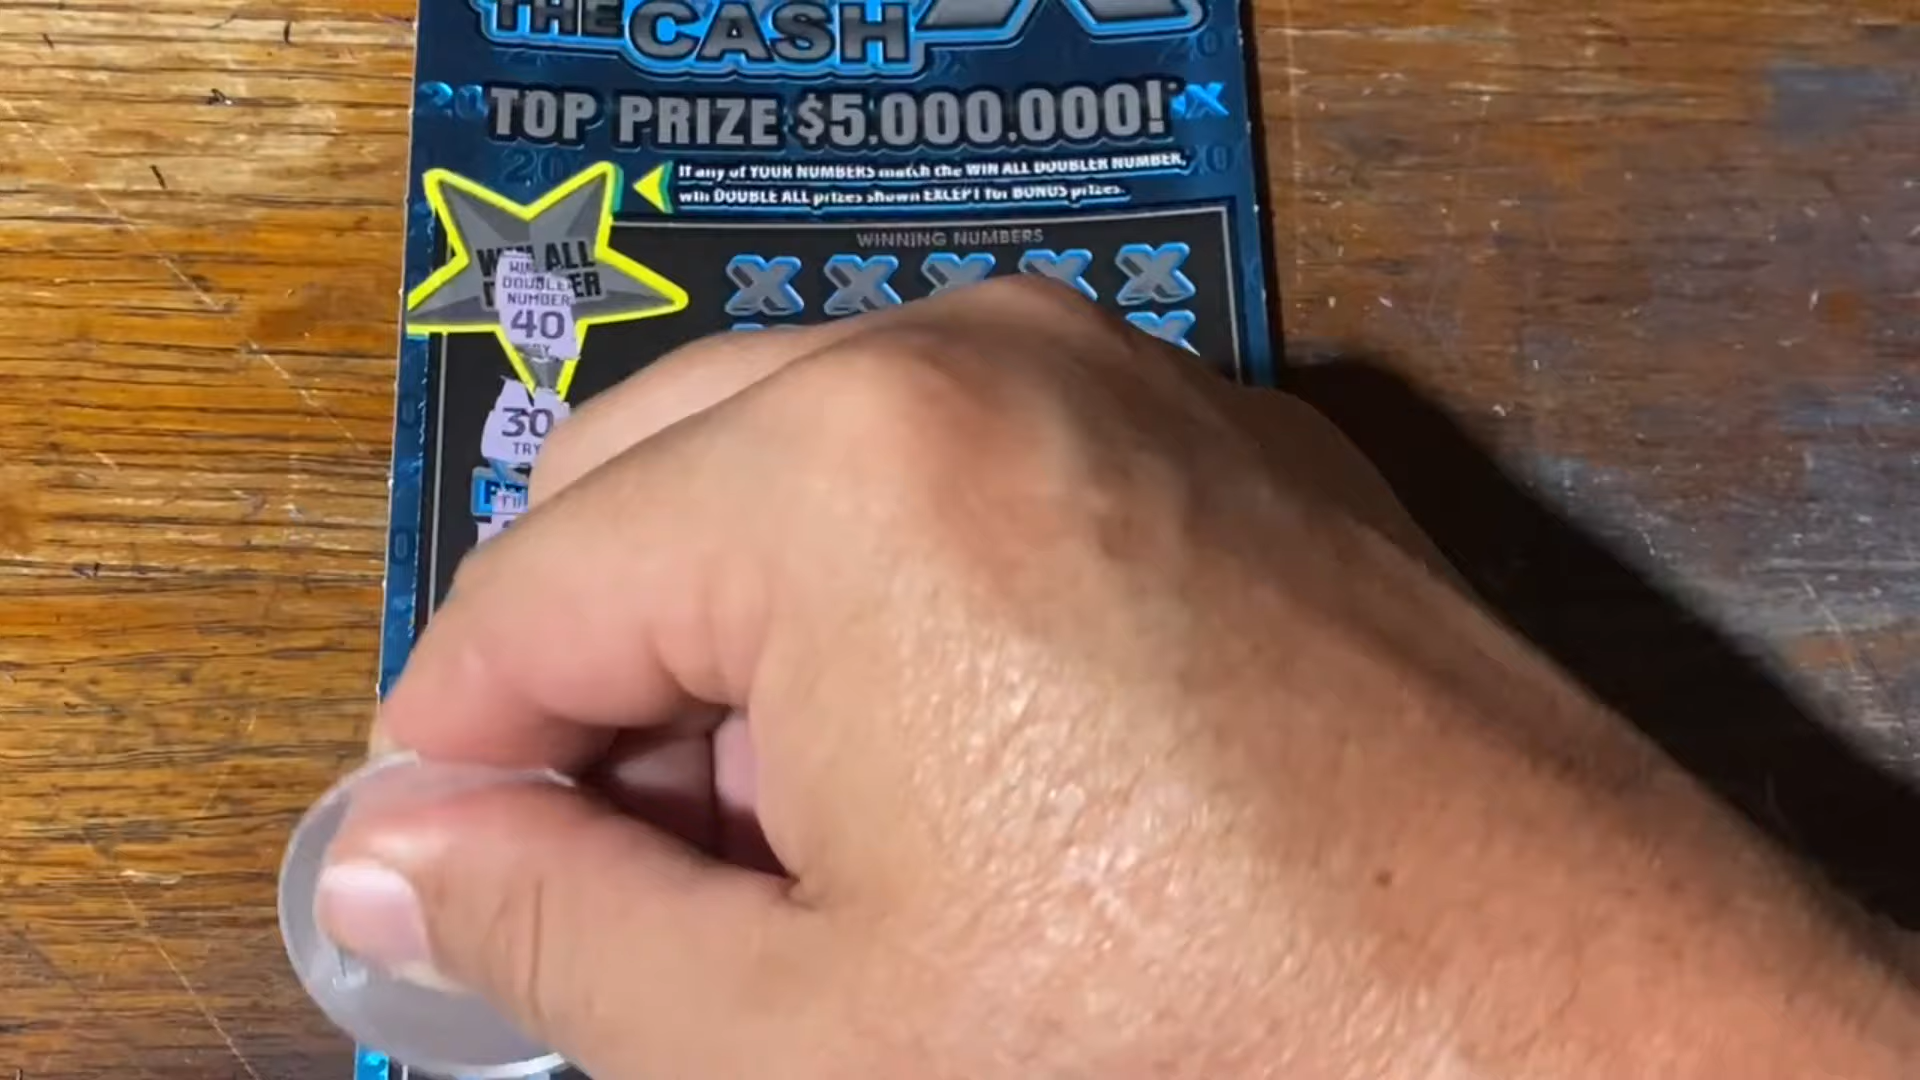 THE CASH X
TOP PRIZE $5,000,000!
If any of YOUR NUMBERS match the WIN ALL DOUBLER NUMBER,
win DOUBLE ALL prizes shown EXCEPT for BONUS prizes.
WINNING NUMBERS
WIN ALL
DOUBLER
NUMBER
40
30
TRY